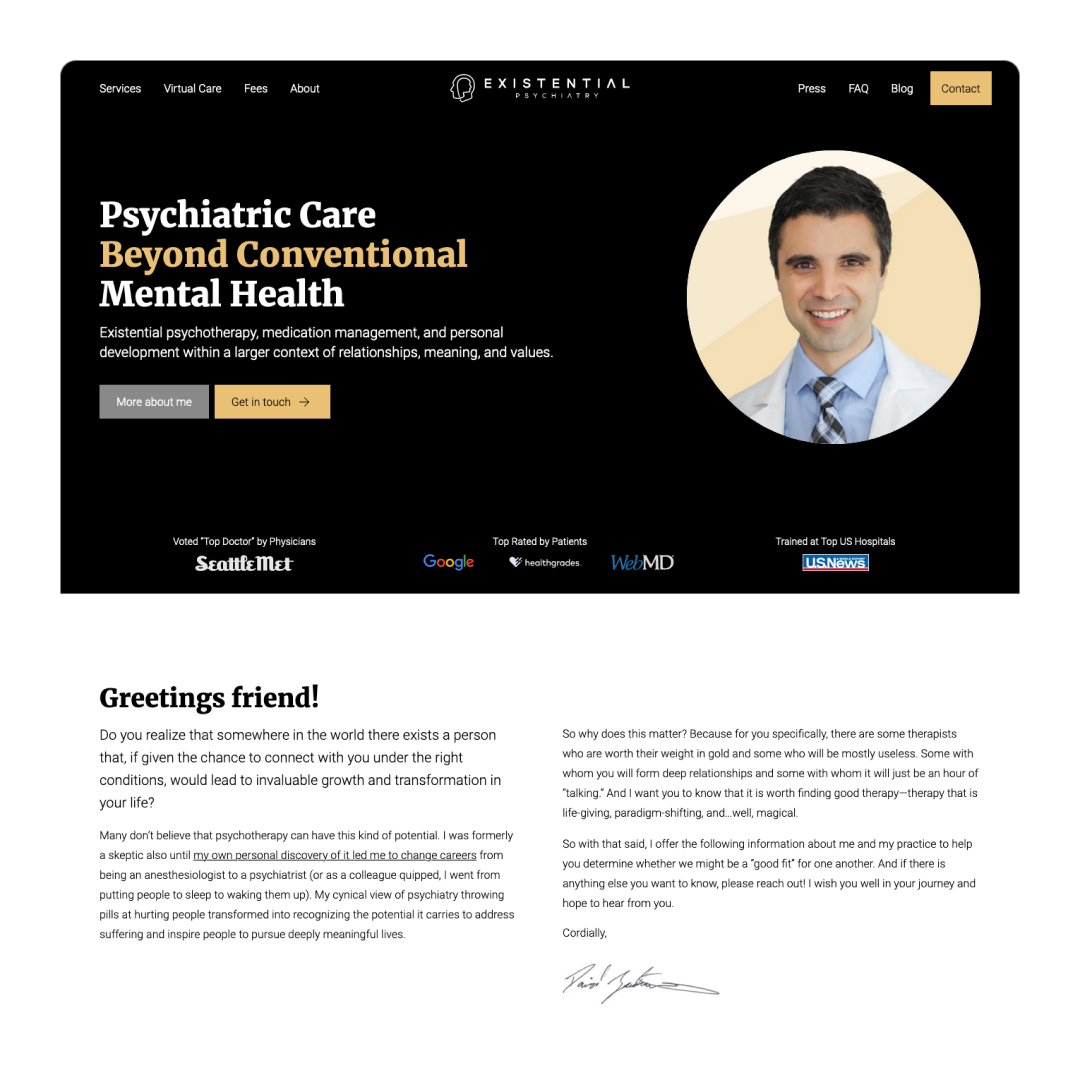 Services Virtual Care Fees About
EXISTENTIAL
PSYCHIATRY
Press FAQ Blog Contact
Psychiatric Care
Beyond Conventional
Mental Health
Existential psychotherapy, medication management, and personal
development within a larger context of relationships, meaning, and values.
More about me
Get in touch →
Voted “Top Doctor” by Physicians
SeattleMet
Top Rated by Patients
Google healthgrades. WebMD
Trained at Top US Hospitals
U.S.News
Greetings friend!
Do you realize that somewhere in the world there exists a person
that, if given the chance to connect with you under the right
conditions, would lead to invaluable growth and transformation in
your life?
Many don’t believe that psychotherapy can have this kind of potential. I was formerly
a skeptic also until my own personal discovery of it led me to change careers from
being an anesthesiologist to a psychiatrist (or as a colleague quipped, I went from
putting people to sleep to waking them up). My cynical view of psychiatry throwing
pills at hurting people transformed into recognizing the potential it carries to address
suffering and inspire people to pursue deeply meaningful lives.
So why does this matter? Because for you specifically, there are some therapists
who are worth their weight in gold and some who will be mostly useless. Some with
whom you will form deep relationships and some with whom it will just be an hour of
“talking.” And I want you to know that it is worth finding good therapy—therapy that is
life-giving, paradigm-shifting, and…well, magical.
So with that said, I offer the following information about me and my practice to help
you determine whether we might be a “good fit” for one another. And if there is
anything else you want to know, please reach out! I wish you well in your journey and
hope to hear from you.
Cordially,